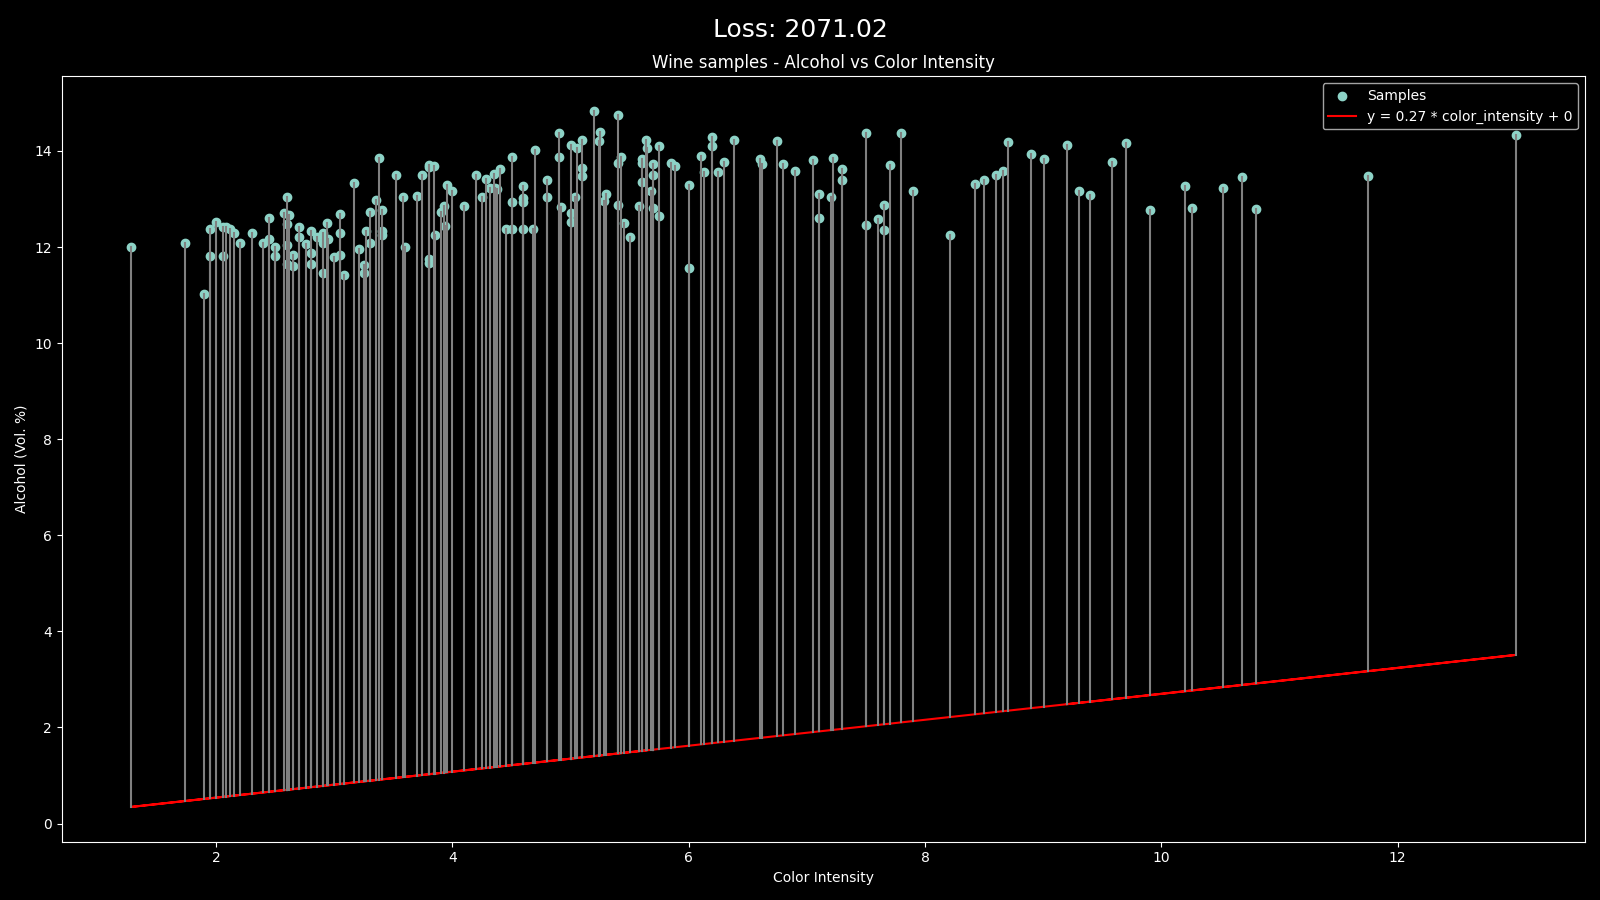 Loss: 2071.02
Wine samples - Alcohol vs Color Intensity
Samples
y = 0.27 * color_intensity + 0
14
12
10
8
6
4
2
0
Alcohol (Vol. %)
2 4 6 8 10 12
Color Intensity